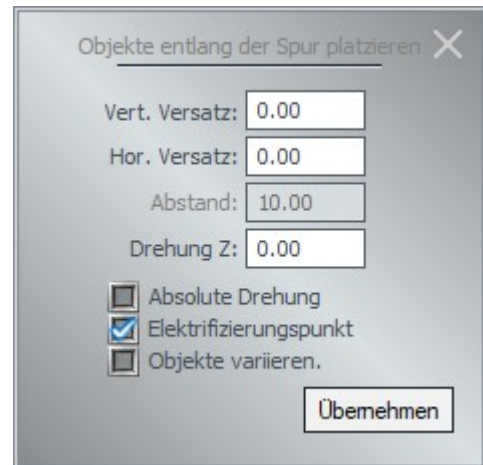 Objekte entlang der Spur platzieren
Vert. Versatz: 0.00
Hor. Versatz: 0.00
Abstand: 10.00
Drehung Z: 0.00
Absolute Drehung
Elektrifizierungspunkt
Objekte variieren.
Übernehmen